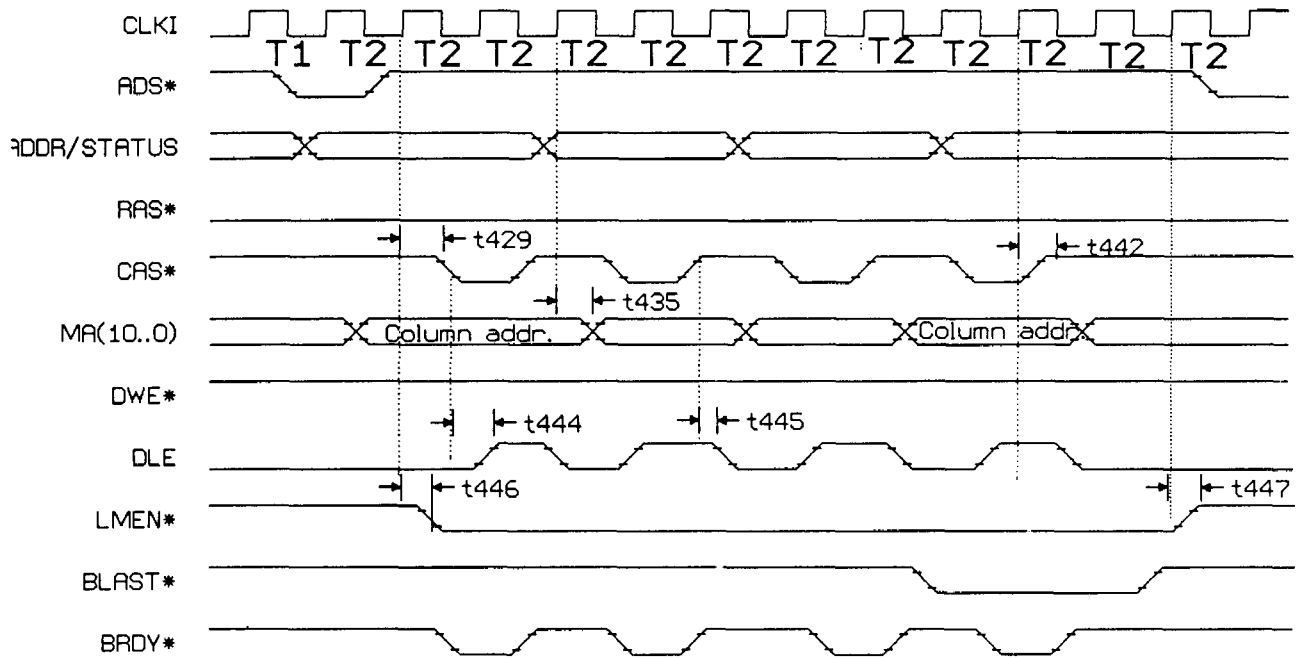 CLKI
T1 T2 T2 T2 T2 T2 T2 T2 T2 T2 T2 T2 T2
ADS*
ADDR/STATUS
RAS*
t429
t442
CAS*
t435
MA(10..0)
Column addr.
Column addr.
DWE*
t444
t445
DLE
t446
t447
LMEN*
BLAST*
BRDY*